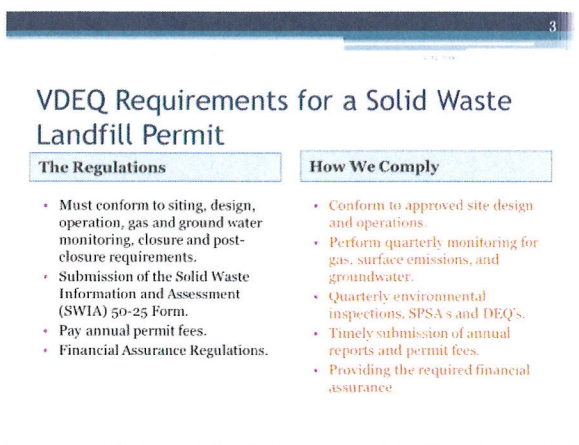 3
VDEQ Requirements for a Solid Waste
Landfill Permit
The Regulations
• Must conform to siting, design,
operation, gas and ground water
monitoring, closure and post-
closure requirements.
• Submission of the Solid Waste
Information and Assessment
(SWIA) 50-25 Form.
• Pay annual permit fees.
• Financial Assurance Regulations.
How We Comply
• Conform to approved site design
and operations.
• Perform quarterly monitoring for
gas, surface emissions, and
groundwater.
• Quarterly environmental
inspections, SPSA's and DEQ's.
• Timely submission of annual
reports and permit fees.
• Providing the required financial
assurance